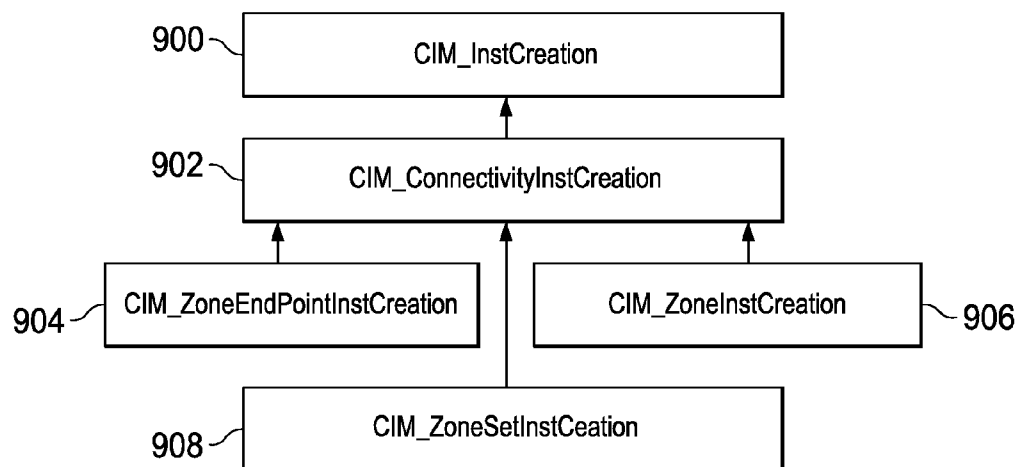 900
CIM_InstCreation
902
CIM_ConnectivityInstCreation
904
CIM_ZoneEndPointInstCreation
CIM_ZoneInstCreation
906
CIM_ZoneSetInstCeation
908